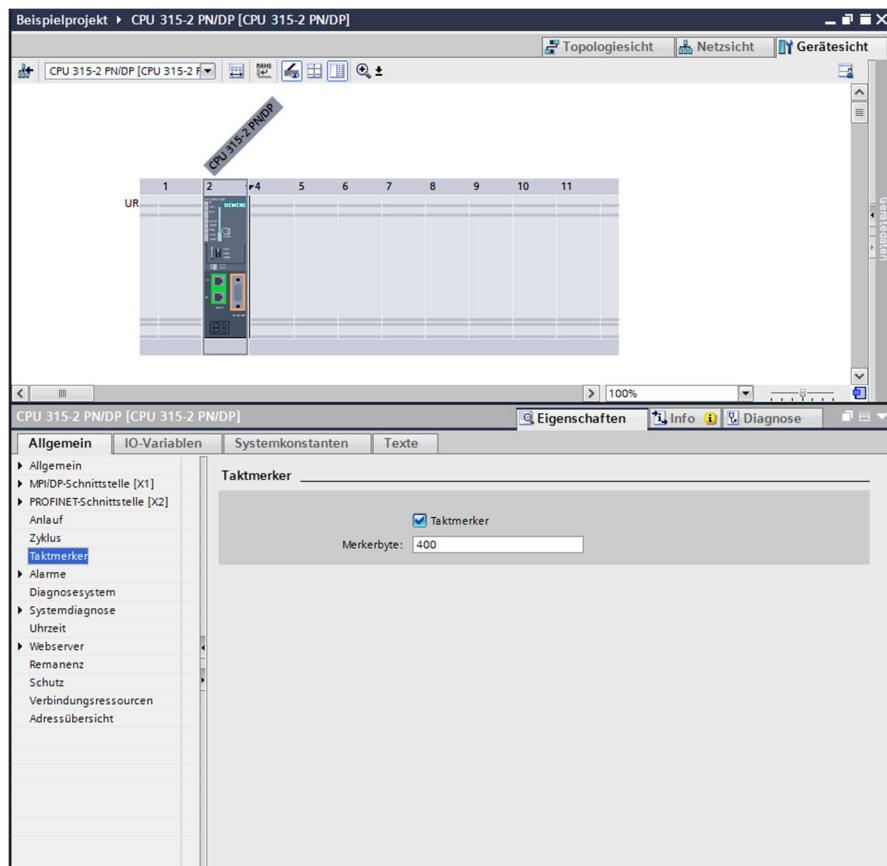 Beispielprojekt ▸ CPU 315-2 PN/DP [CPU 315-2 PN/DP]
Topologiesicht Netzsicht Gerätesicht
CPU 315-2 PN/DP [CPU 315-2 P
CPU 315-2 PN/DP
1 2 4 5 6 7 8 9 10 11
UR
SIEMENS
Gerätedaten
100%
CPU 315-2 PN/DP [CPU 315-2 PN/DP]
Eigenschaften Info Diagnose
Allgemein IO-Variablen Systemkonstanten Texte
Allgemein
MPI/DP-Schnittstelle [X1]
PROFINET-Schnittstelle [X2]
Anlauf
Zyklus
Taktmerker
Alarme
Diagnosesystem
Systemdiagnose
Uhrzeit
Webserver
Remanenz
Schutz
Verbindungsressourcen
Adressübersicht
Taktmerker
Taktmerker
Merkerbyte: 400